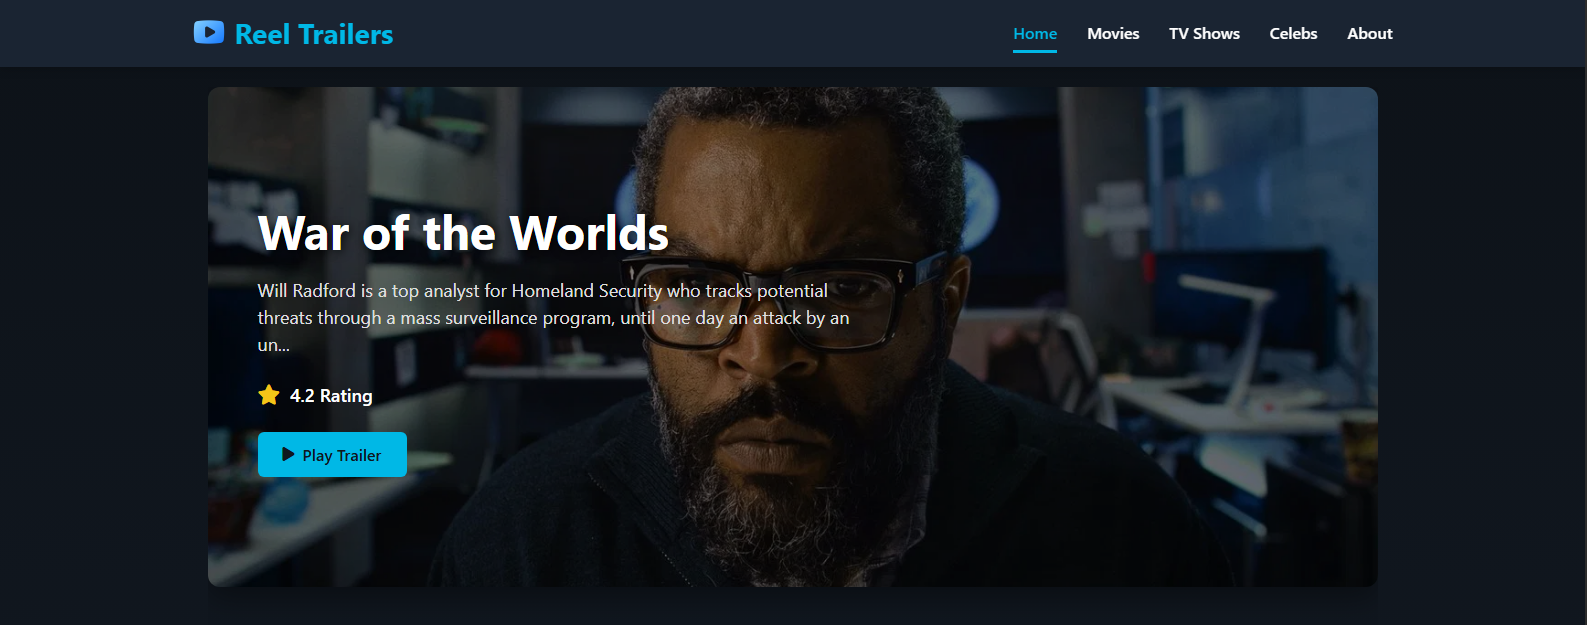 Reel Trailers
Home
Movies
TV Shows
Celebs
About
War of the Worlds
Will Radford is a top analyst for Homeland Security who tracks potential
threats through a mass surveillance program, until one day an attack by an
un...
4.2 Rating
Play Trailer